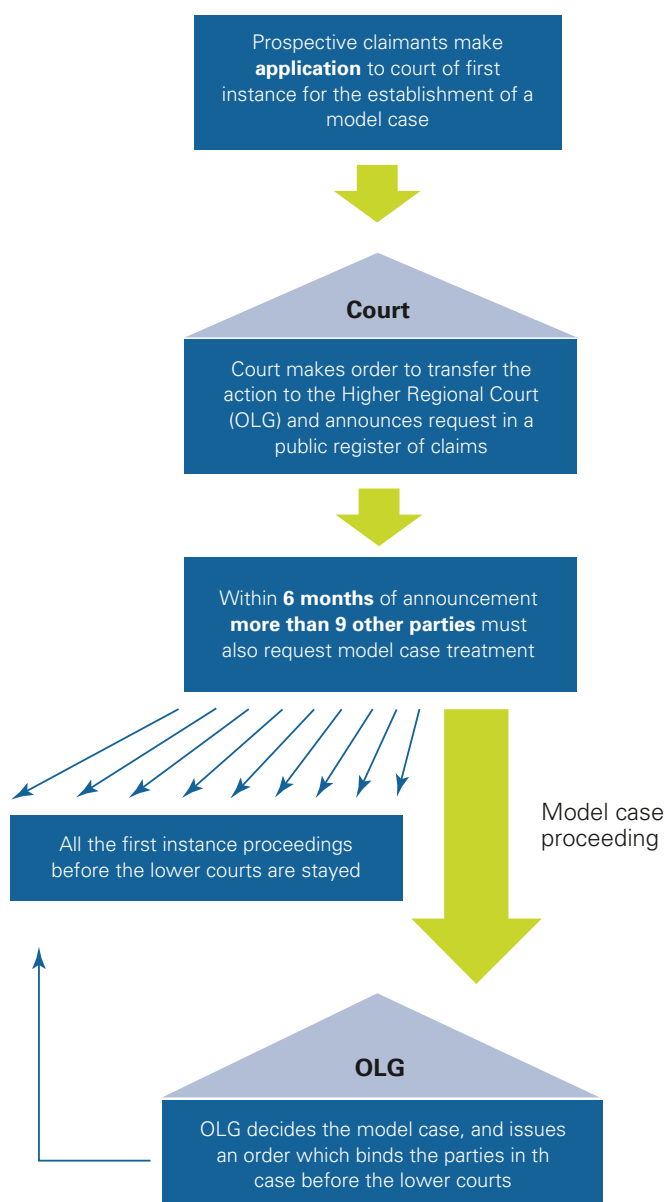 Prospective claimants make
application to court of first
instance for the establishment of a
model case
Court
Court makes order to transfer the
action to the Higher Regional Court
(OLG) and announces request in a
public register of claims
Within 6 months of announcement
more than 9 other parties must
also request model case treatment
All the first instance proceedings
before the lower courts are stayed
Model case
proceeding
OLG
OLG decides the model case, and issues
an order which binds the parties in th
case before the lower courts